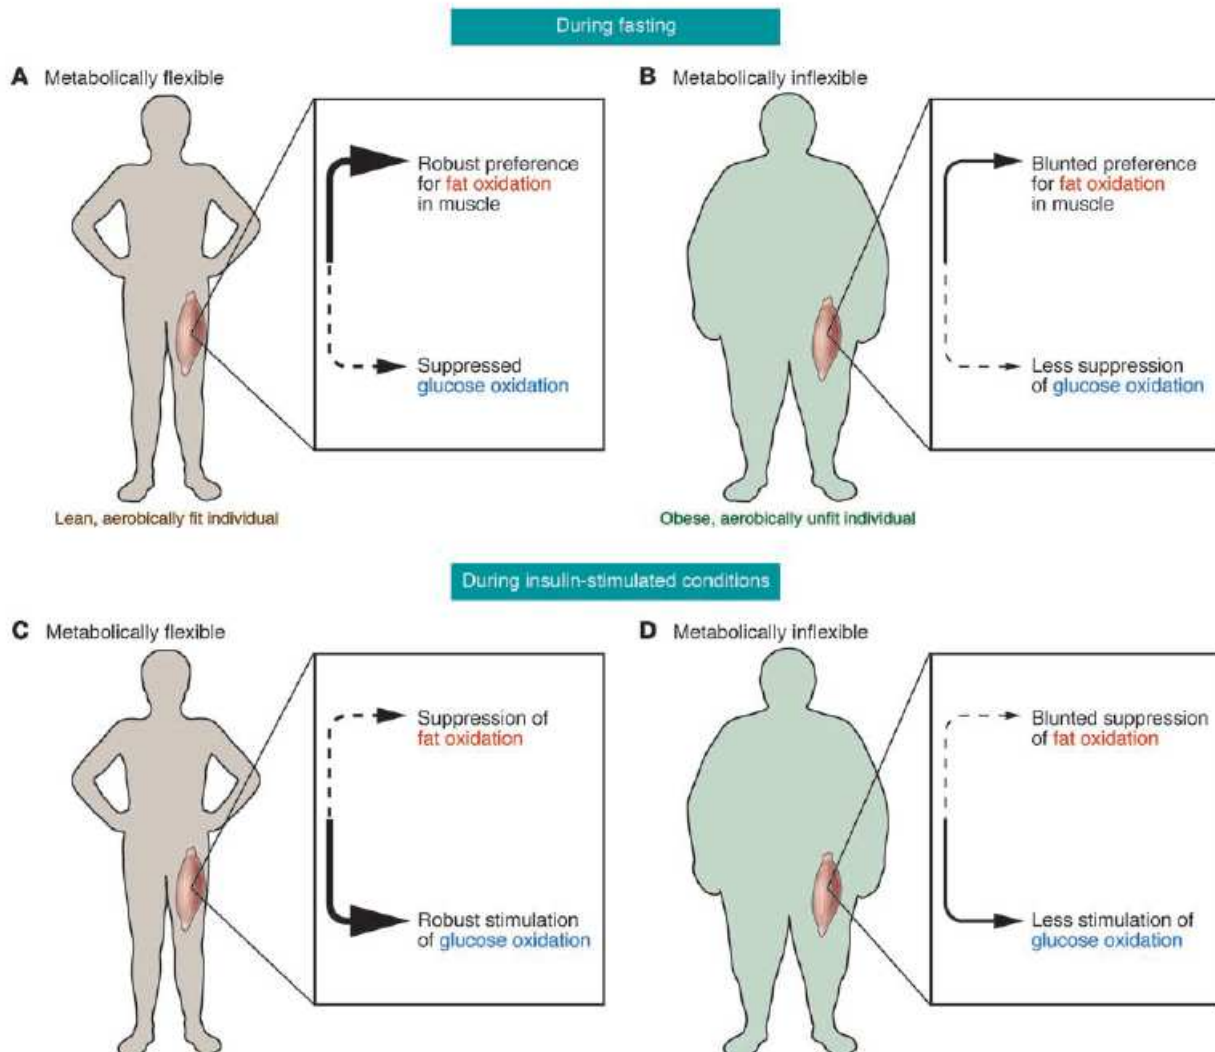 During fasting
A Metabolically flexible
Robust preference
for fat oxidation
in muscle
Suppressed
glucose oxidation
Lean, aerobically fit individual
B Metabolically inflexible
Blunted preference
for fat oxidation
in muscle
Less suppression
of glucose oxidation
Obese, aerobically unfit individual
During insulin-stimulated conditions
C Metabolically flexible
Suppression of
fat oxidation
Robust stimulation
of glucose oxidation
D Metabolically inflexible
Blunted suppression
of fat oxidation
Less stimulation of
glucose oxidation